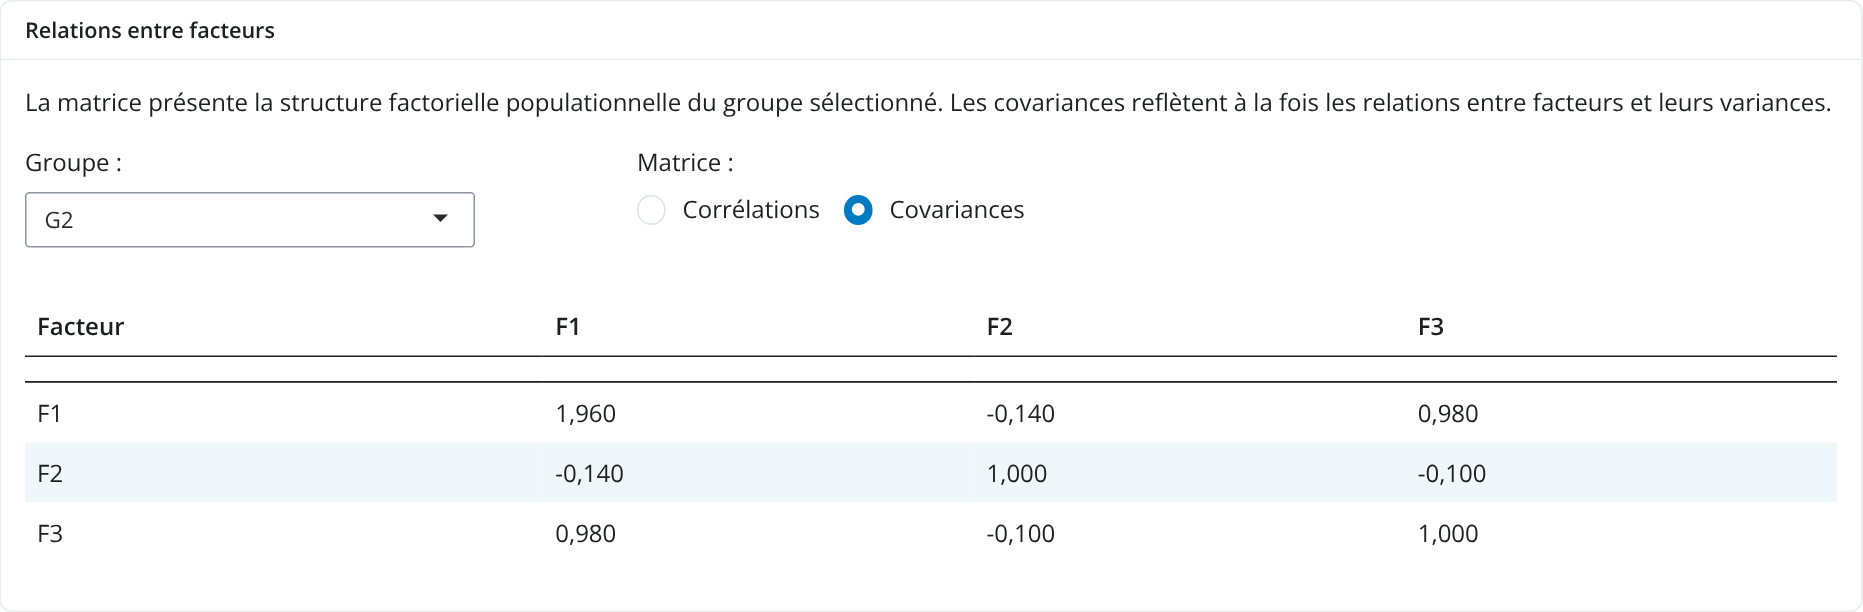 Relations entre facteurs
La matrice présente la structure factorielle populationnelle du groupe sélectionné. Les covariances reflètent à la fois les relations entre facteurs et leurs variances.
Groupe : Matrice :
G2 Corrélations Covariances
Facteur F1 F2 F3
F1 1,960 -0,140 0,980
F2 -0,140 1,000 -0,100
F3 0,980 -0,100 1,000